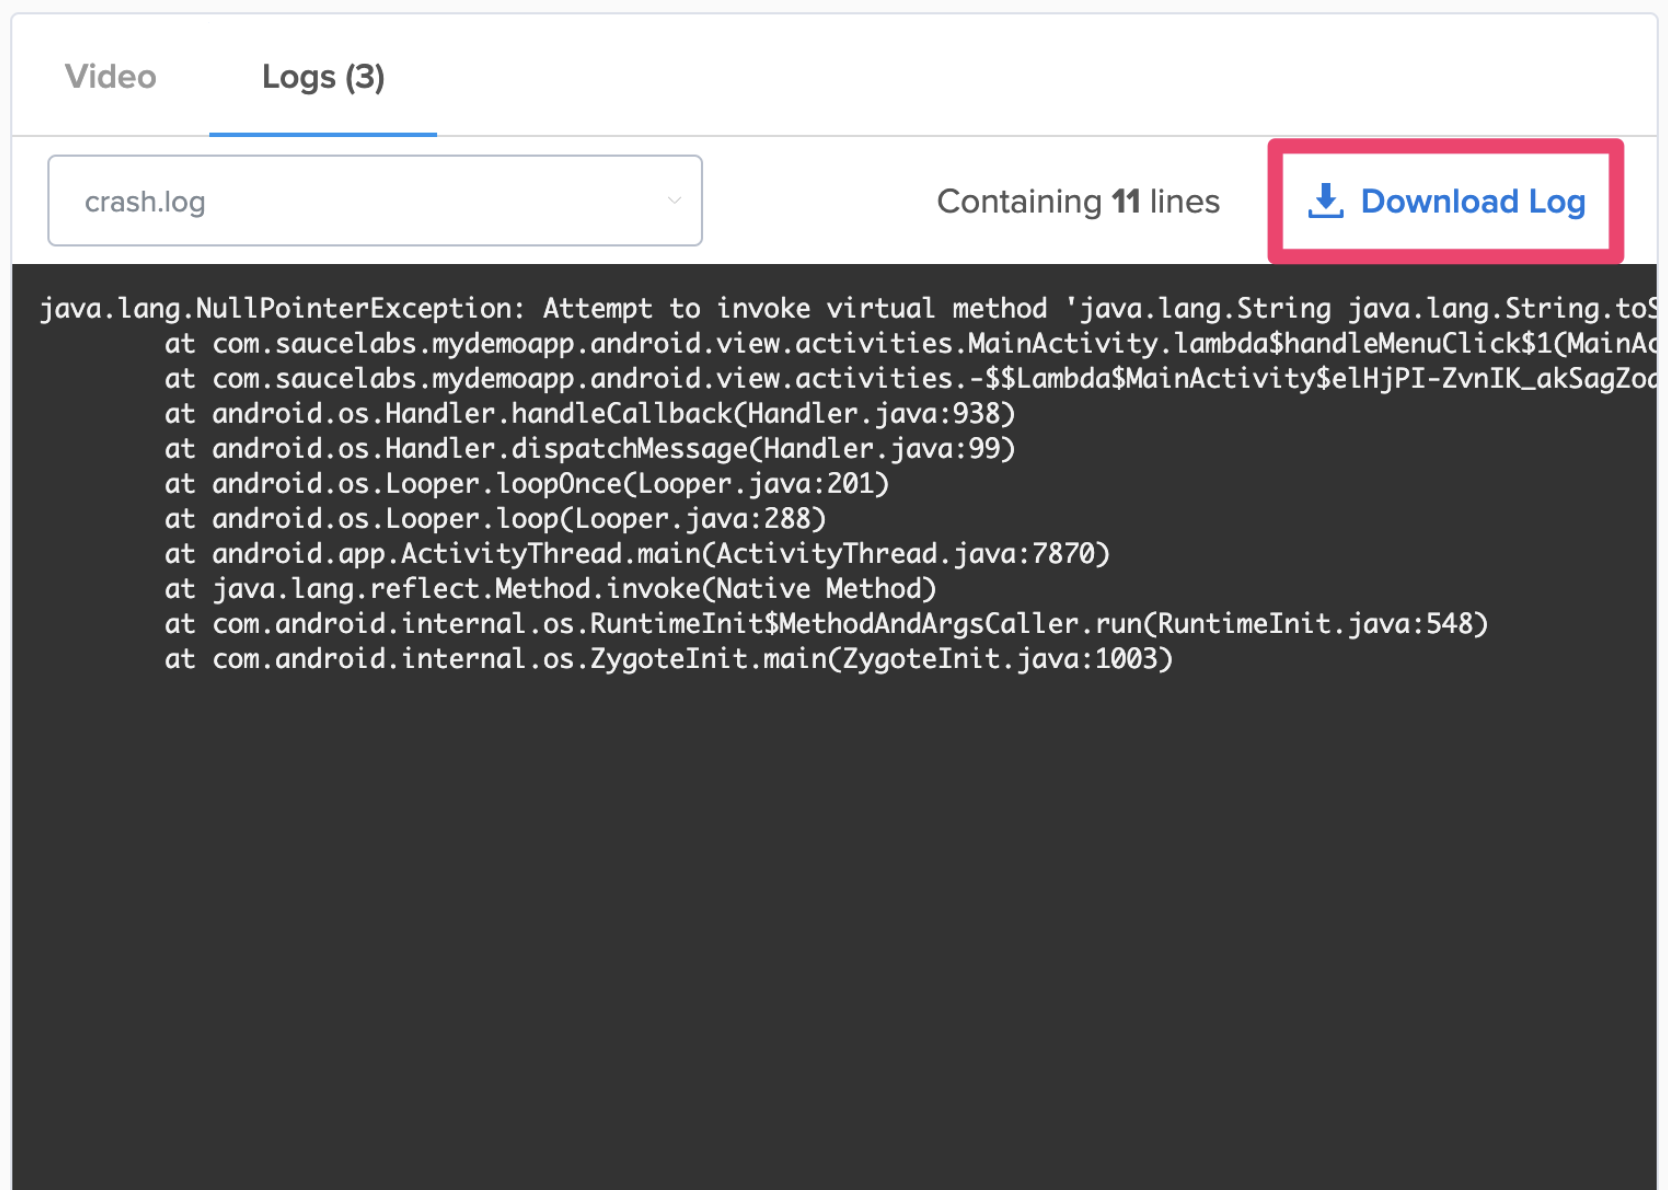 Video
Logs (3)
crash.log
Containing 11 lines
Download Log
java.lang.NullPointerException: Attempt to invoke virtual method 'java.lang.String java.lang.String.toS
at com.saucelabs.mydemoapp.android.view.activities.MainActivity.lambda$handleMenuClick$1(MainAc
at com.saucelabs.mydemoapp.android.view.activities.-$$Lambda$MainActivity$elHjPI-ZvnIK_akSagZoc
at android.os.Handler.handleCallback(Handler.java:938)
at android.os.Handler.dispatchMessage(Handler.java:99)
at android.os.Looper.loopOnce(Looper.java:201)
at android.os.Looper.loop(Looper.java:288)
at android.app.ActivityThread.main(ActivityThread.java:7870)
at java.lang.reflect.Method.invoke(Native Method)
at com.android.internal.os.RuntimeInit$MethodAndArgsCaller.run(RuntimeInit.java:548)
at com.android.internal.os.ZygoteInit.main(ZygoteInit.java:1003)